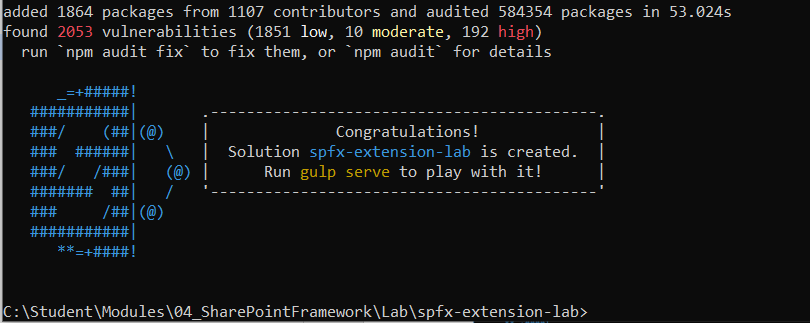 added 1864 packages from 1107 contributors and audited 584354 packages in 53.024s
found 2053 vulnerabilities (1851 low, 10 moderate, 192 high)
  run `npm audit fix` to fix them, or `npm audit` for details

      _=+#####!
   ###########|       .-------------------------------------------.
   ###/    (##|(@)    |              Congratulations!             |
   ###  ######|   \   |  Solution spfx-extension-lab is created.  |
   ###/   /###|   (@) |        Run gulp serve to play with it!    |
   #######  ##|   /   '-------------------------------------------'
   ###     /##|(@)
   ###########|
      **=+####!

C:\Student\Modules\04_SharePointFramework\Lab\spfx-extension-lab>